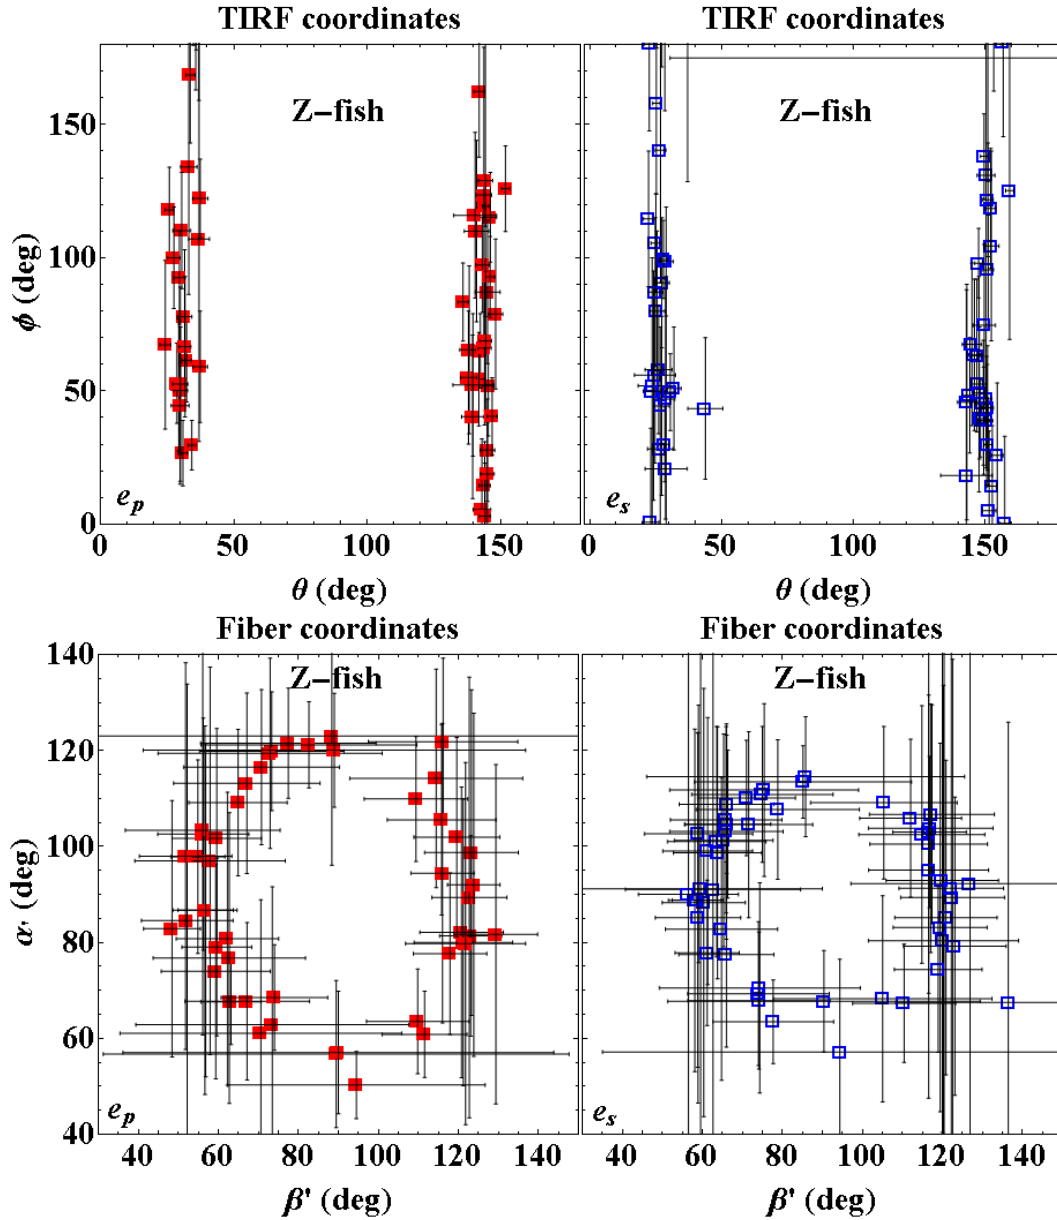 TIRF coordinates TIRF coordinates
Z-fish Z-fish
ϕ (deg)
150
100
50
0
e_p e_s
0 50 100 150 0 50 100 150
θ (deg) θ (deg)
Fiber coordinates Fiber coordinates
Z-fish Z-fish
α' (deg)
140
120
100
80
60
40
e_p e_s
40 60 80 100 120 140 40 60 80 100 120 140
β' (deg) β' (deg)